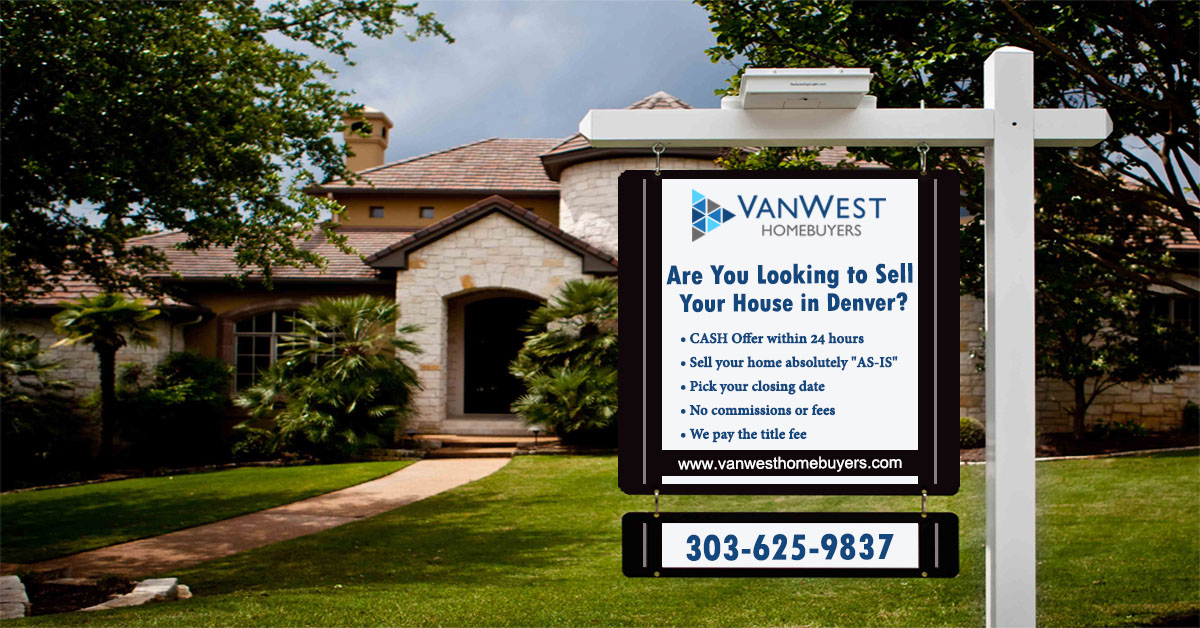 VANWEST
HOMEBUYERS
Are You Looking to Sell
Your House in Denver?
• CASH Offer within 24 hours
• Sell your home absolutely "AS-IS"
• Pick your closing date
• No commissions or fees
• We pay the title fee
www.vanwesthomebuyers.com
303-625-9837